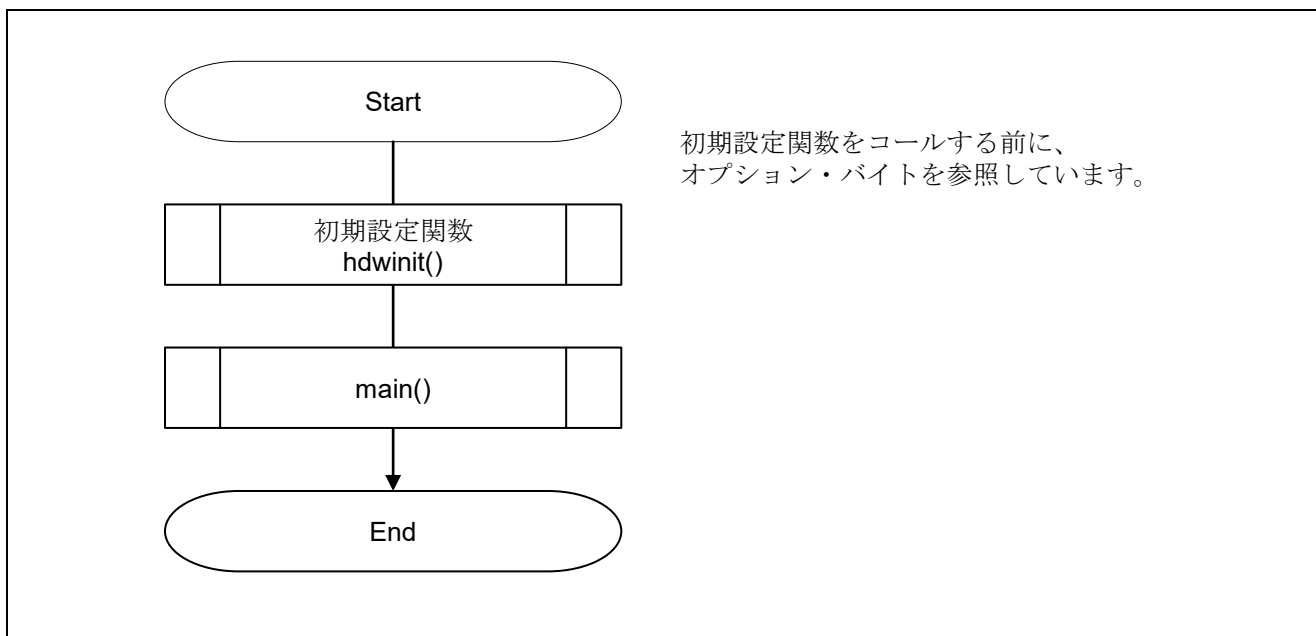 Start
初期設定関数をコールする前に、
オプション・バイトを参照しています。
初期設定関数
hdwinit()
main()
End